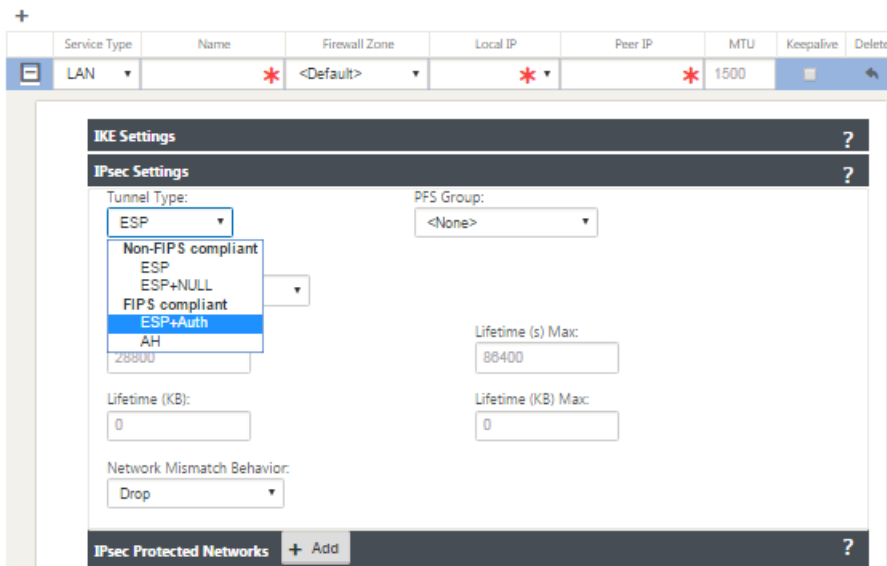 +
Service Type Name Firewall Zone Local IP Peer IP MTU Keepalive Delete
LAN * <Default> * * 1500
IKE Settings ?
IPsec Settings ?
Tunnel Type: PFS Group:
ESP <None>
Non-FIPS compliant
ESP
ESP+NULL
FIPS compliant
ESP+Auth
AH
Lifetime (s) Max:
28800 86400
Lifetime (KB): Lifetime (KB) Max:
0 0
Network Mismatch Behavior:
Drop
IPsec Protected Networks + Add ?